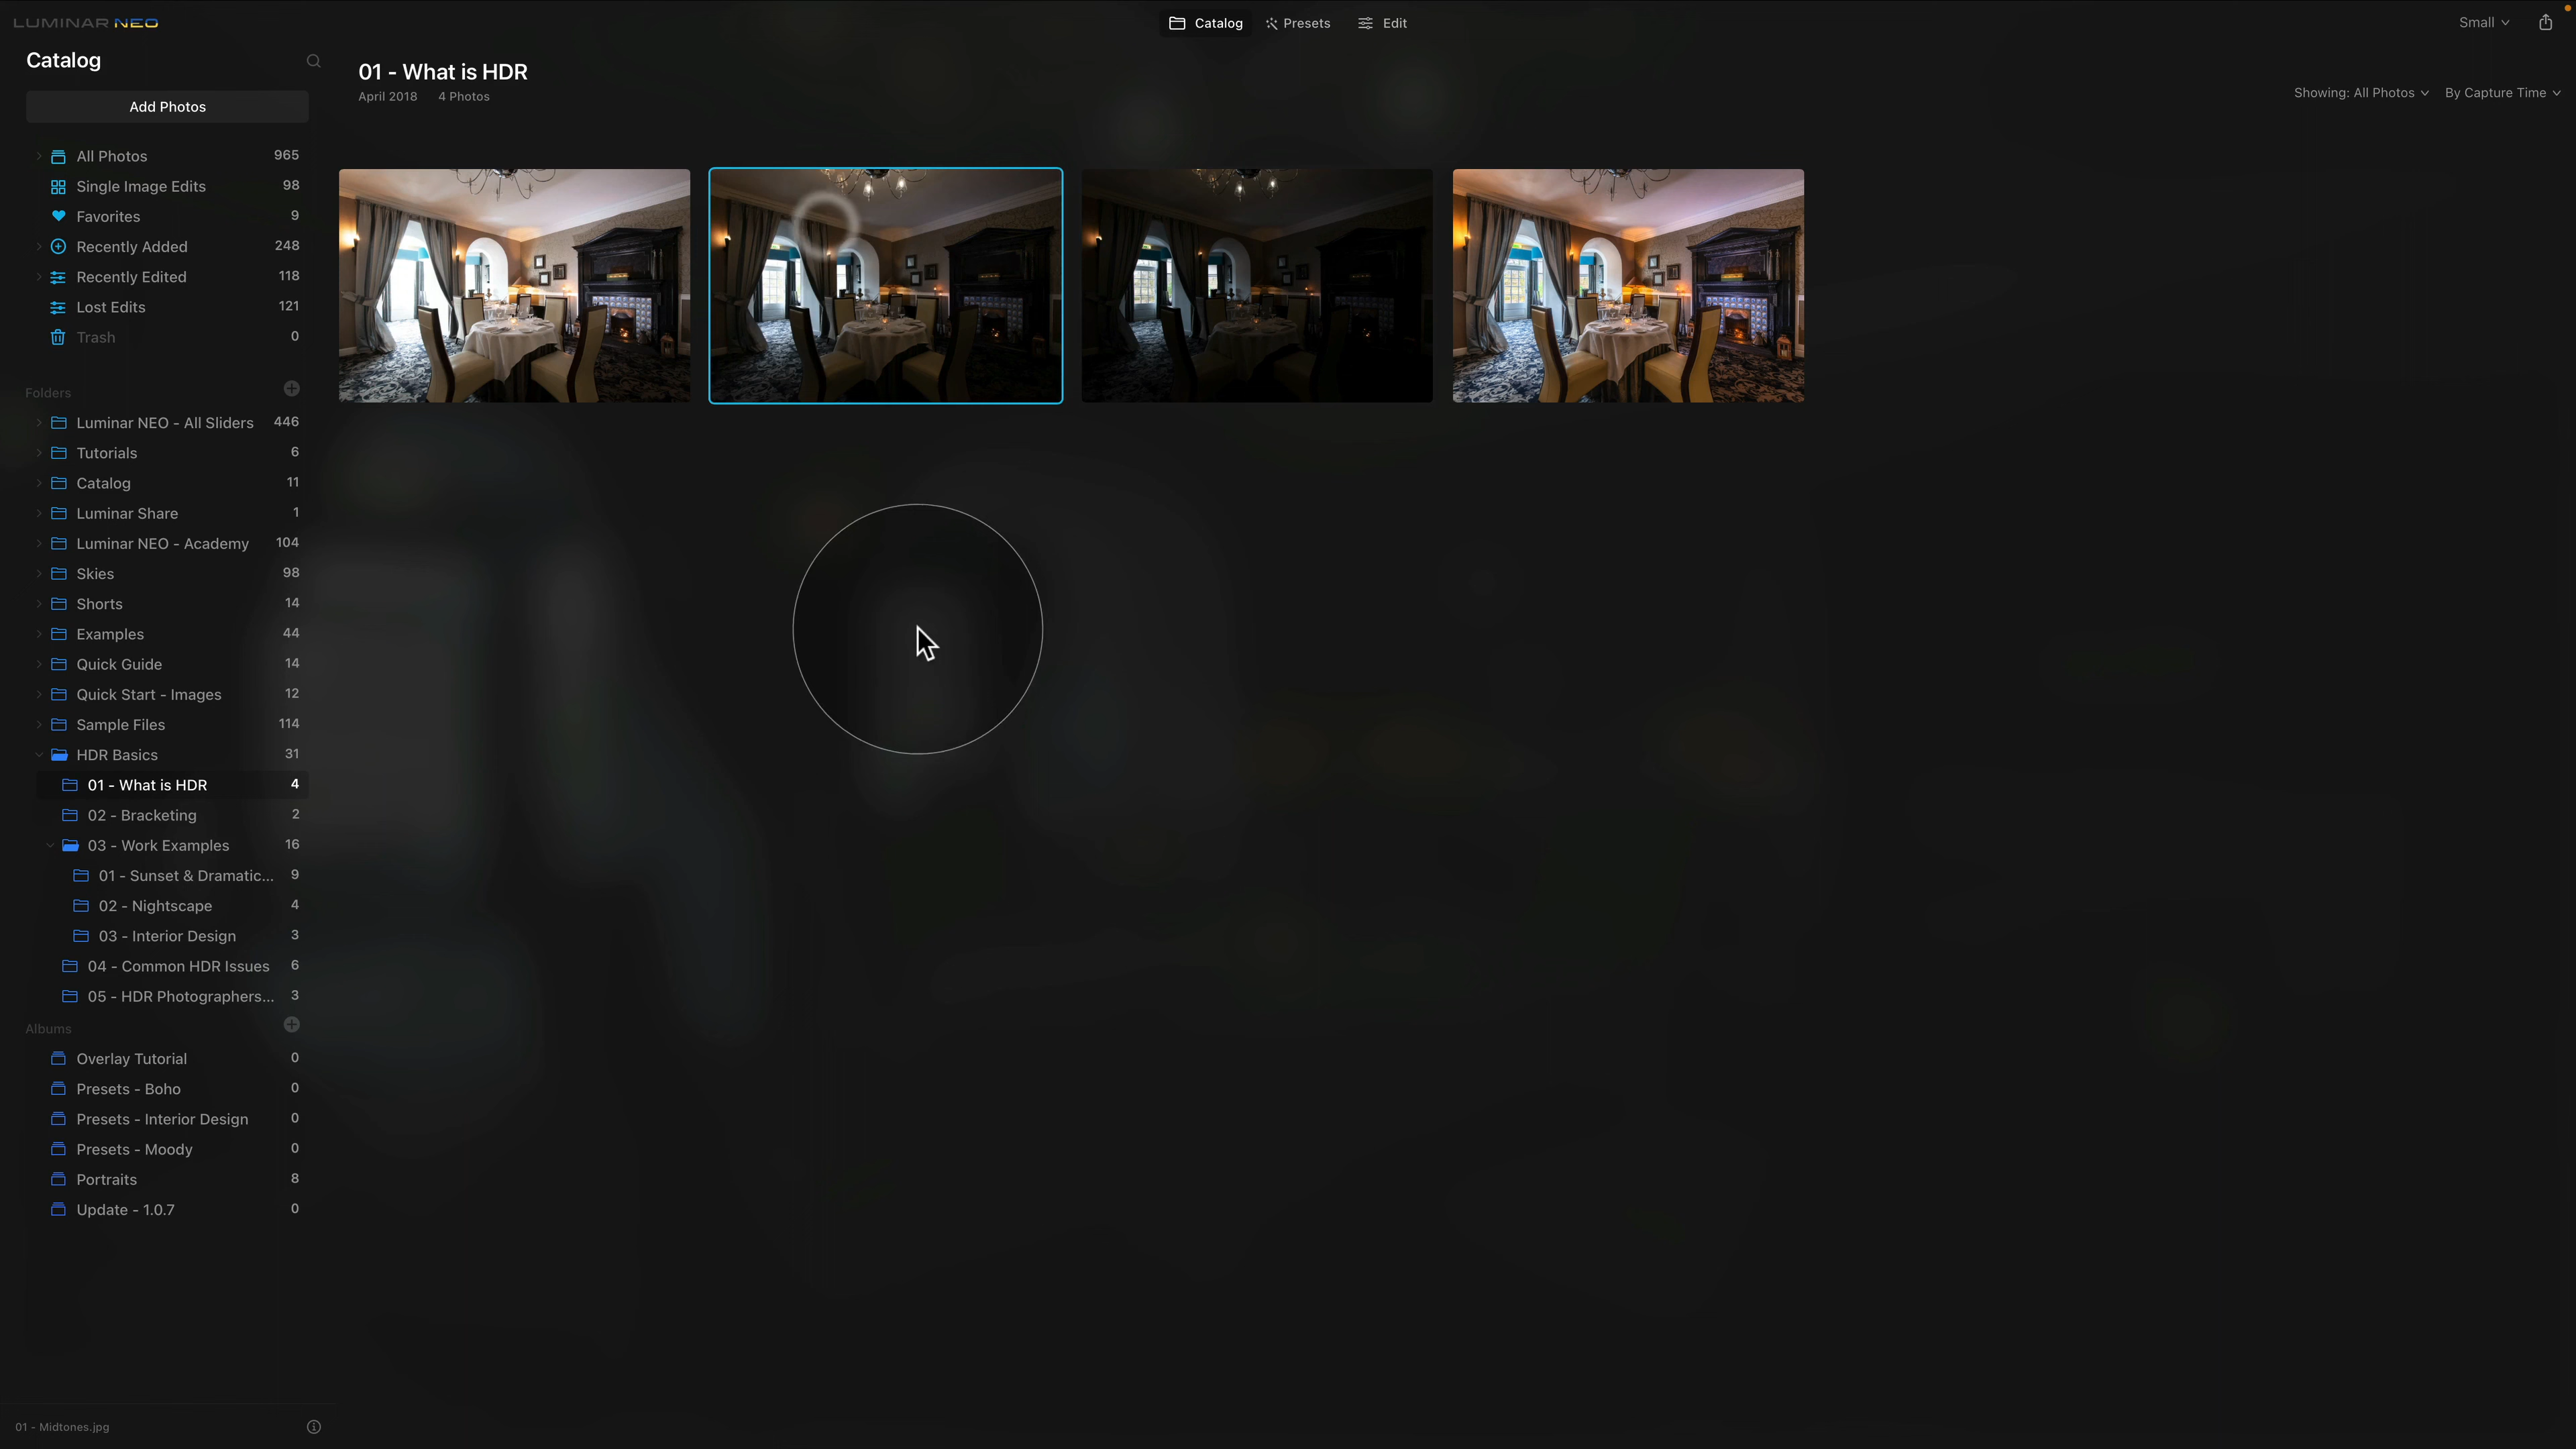 LUMINAR NEO
Catalog
Presets
Edit
Small
Catalog
Add Photos
01 - What is HDR
April 2018 4 Photos
Showing: All Photos
By Capture Time
All Photos 965
Single Image Edits 98
Favorites 9
Recently Added 248
Recently Edited 118
Lost Edits 121
Trash 0
Folders
Luminar NEO - All Sliders 446
Tutorials 6
Catalog 11
Luminar Share 1
Luminar NEO - Academy 104
Skies 98
Shorts 14
Examples 44
Quick Guide 14
Quick Start - Images 12
Sample Files 114
HDR Basics 31
01 - What is HDR 4
02 - Bracketing 2
03 - Work Examples 16
01 - Sunset & Dramatic... 9
02 - Nightscape 4
03 - Interior Design 3
04 - Common HDR Issues 6
05 - HDR Photographers... 3
Albums
Overlay Tutorial 0
Presets - Boho 0
Presets - Interior Design 0
Presets - Moody 0
Portraits 8
Update - 1.0.7 0
01 - Midtones.jpg